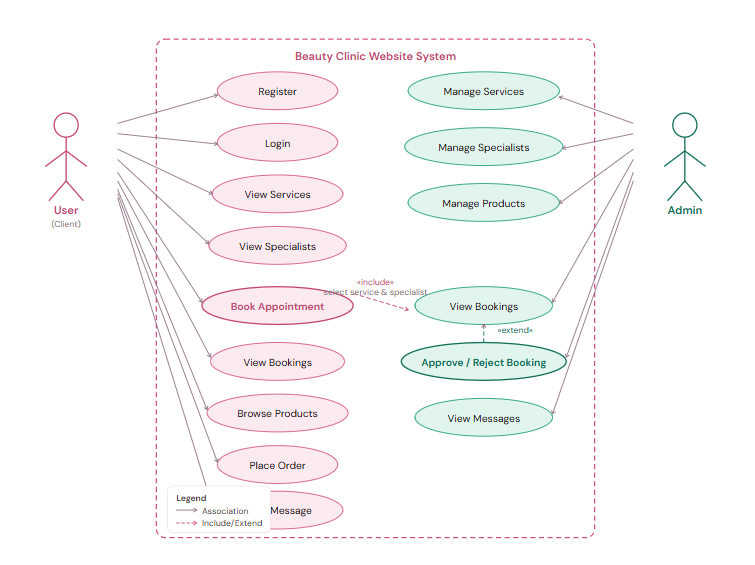 Beauty Clinic Website System
Register
Login
View Services
View Specialists
Book Appointment
View Bookings
Browse Products
Place Order
Message
Manage Services
Manage Specialists
Manage Products
View Bookings
Approve / Reject Booking
View Messages
«include»
select service & specialist
«extend»
User
(Client)
Admin
Legend
Association
Include/Extend